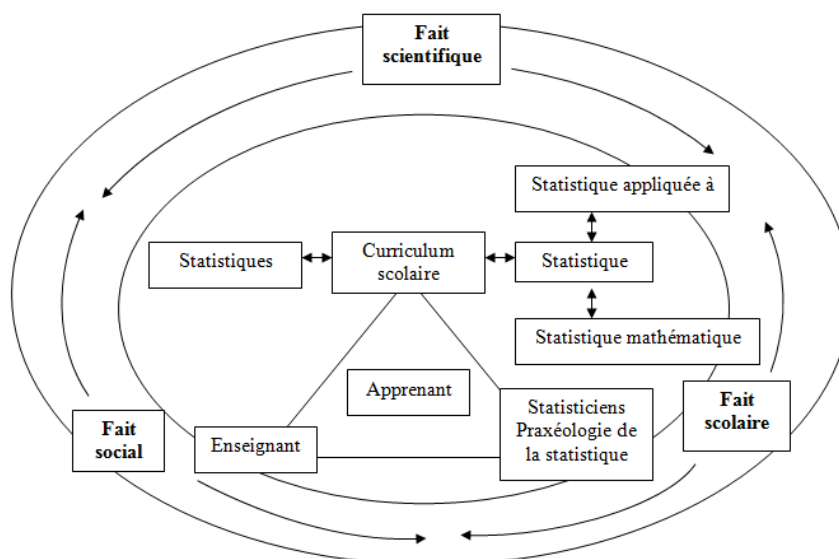 Fait
scientifique
Statistique appliquée à
Statistiques
Curriculum
scolaire
Statistique
Statistique mathématique
Apprenant
Statisticiens
Praxéologie de
la statistique
Fait
scolaire
Fait
social
Enseignant